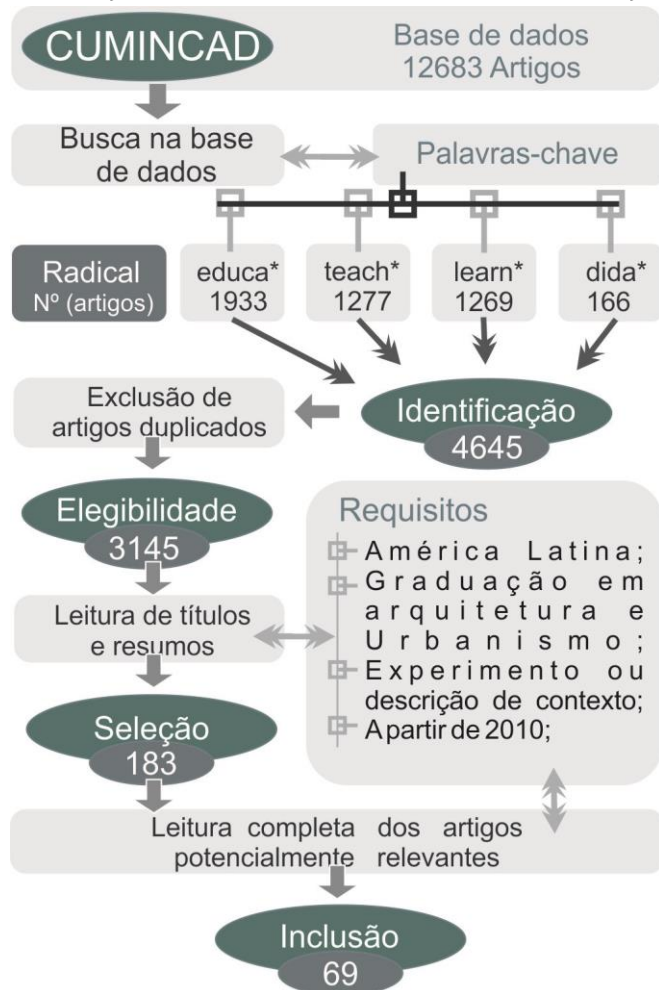 CUMINCAD
Base de dados
12683 Artigos
Busca na base
de dados
Palavras-chave
Radical
Nº (artigos)
educa*
1933
teach*
1277
learn*
1269
dida*
166
Identificação
4645
Exclusão de
artigos duplicados
Elegibilidade
3145
Requisitos
América Latina;
Graduação em
arquitetura e
Urbanismo;
Experimento ou
descrição de contexto;
A partir de 2010;
Leitura de títulos
e resumos
Seleção
183
Leitura completa dos artigos
potencialmente relevantes
Inclusão
69